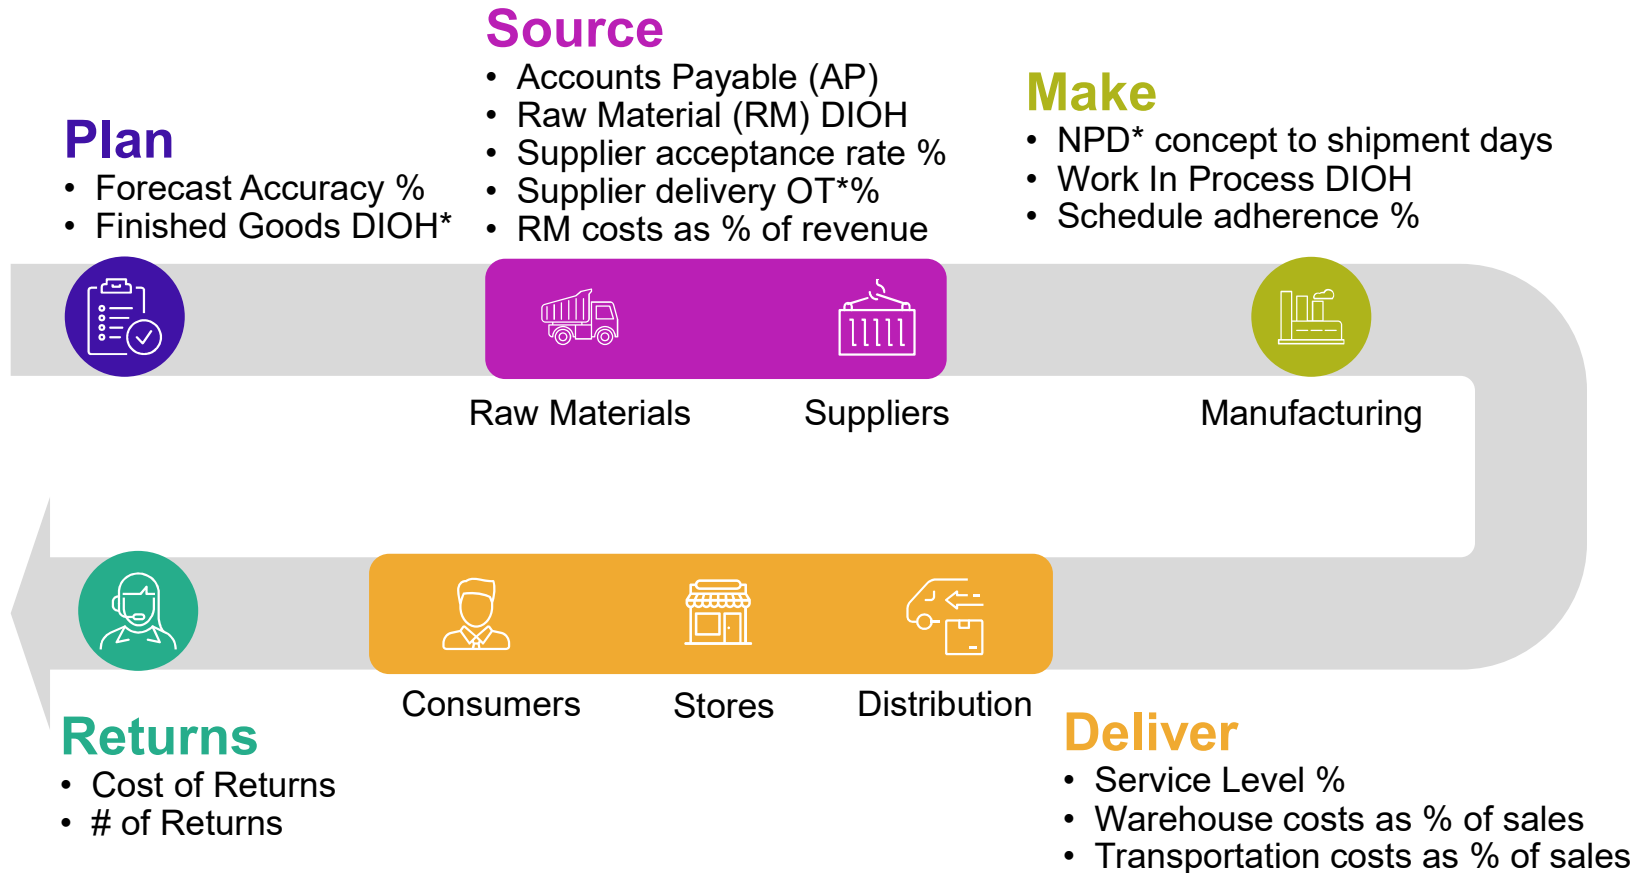 Plan
• Forecast Accuracy %
• Finished Goods DIOH*
Source
• Accounts Payable (AP)
• Raw Material (RM) DIOH
• Supplier acceptance rate %
• Supplier delivery OT*%
• RM costs as % of revenue
Make
• NPD* concept to shipment days
• Work In Process DIOH
• Schedule adherence %
Raw Materials
Suppliers
Manufacturing
Consumers
Stores
Distribution
Returns
• Cost of Returns
• # of Returns
Deliver
• Service Level %
• Warehouse costs as % of sales
• Transportation costs as % of sales